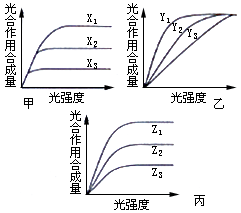 光合作用合成量
X₁
X₂
X₃
光强度
甲
光合作用合成量
Y₁
Y₂
Y₃
光强度
乙
光合作用合成量
Z₁
Z₂
Z₃
光强度
丙